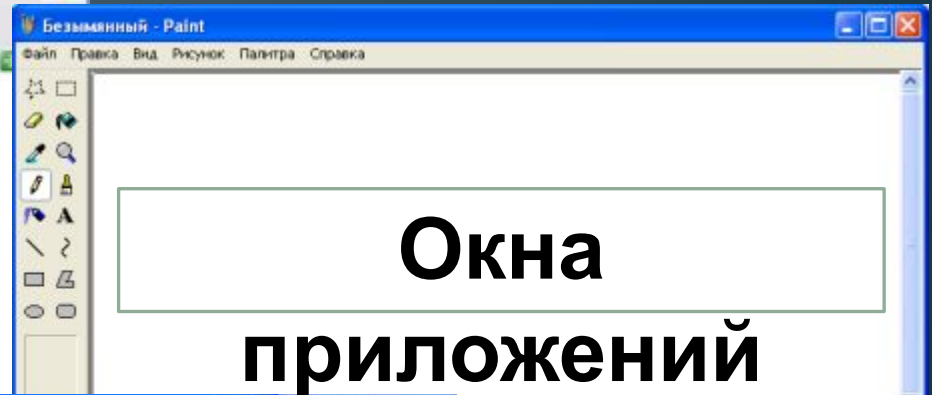 Безымянный - Paint
Файл Правка Вид Рисунок Палитра Справка
A
Окна
приложений